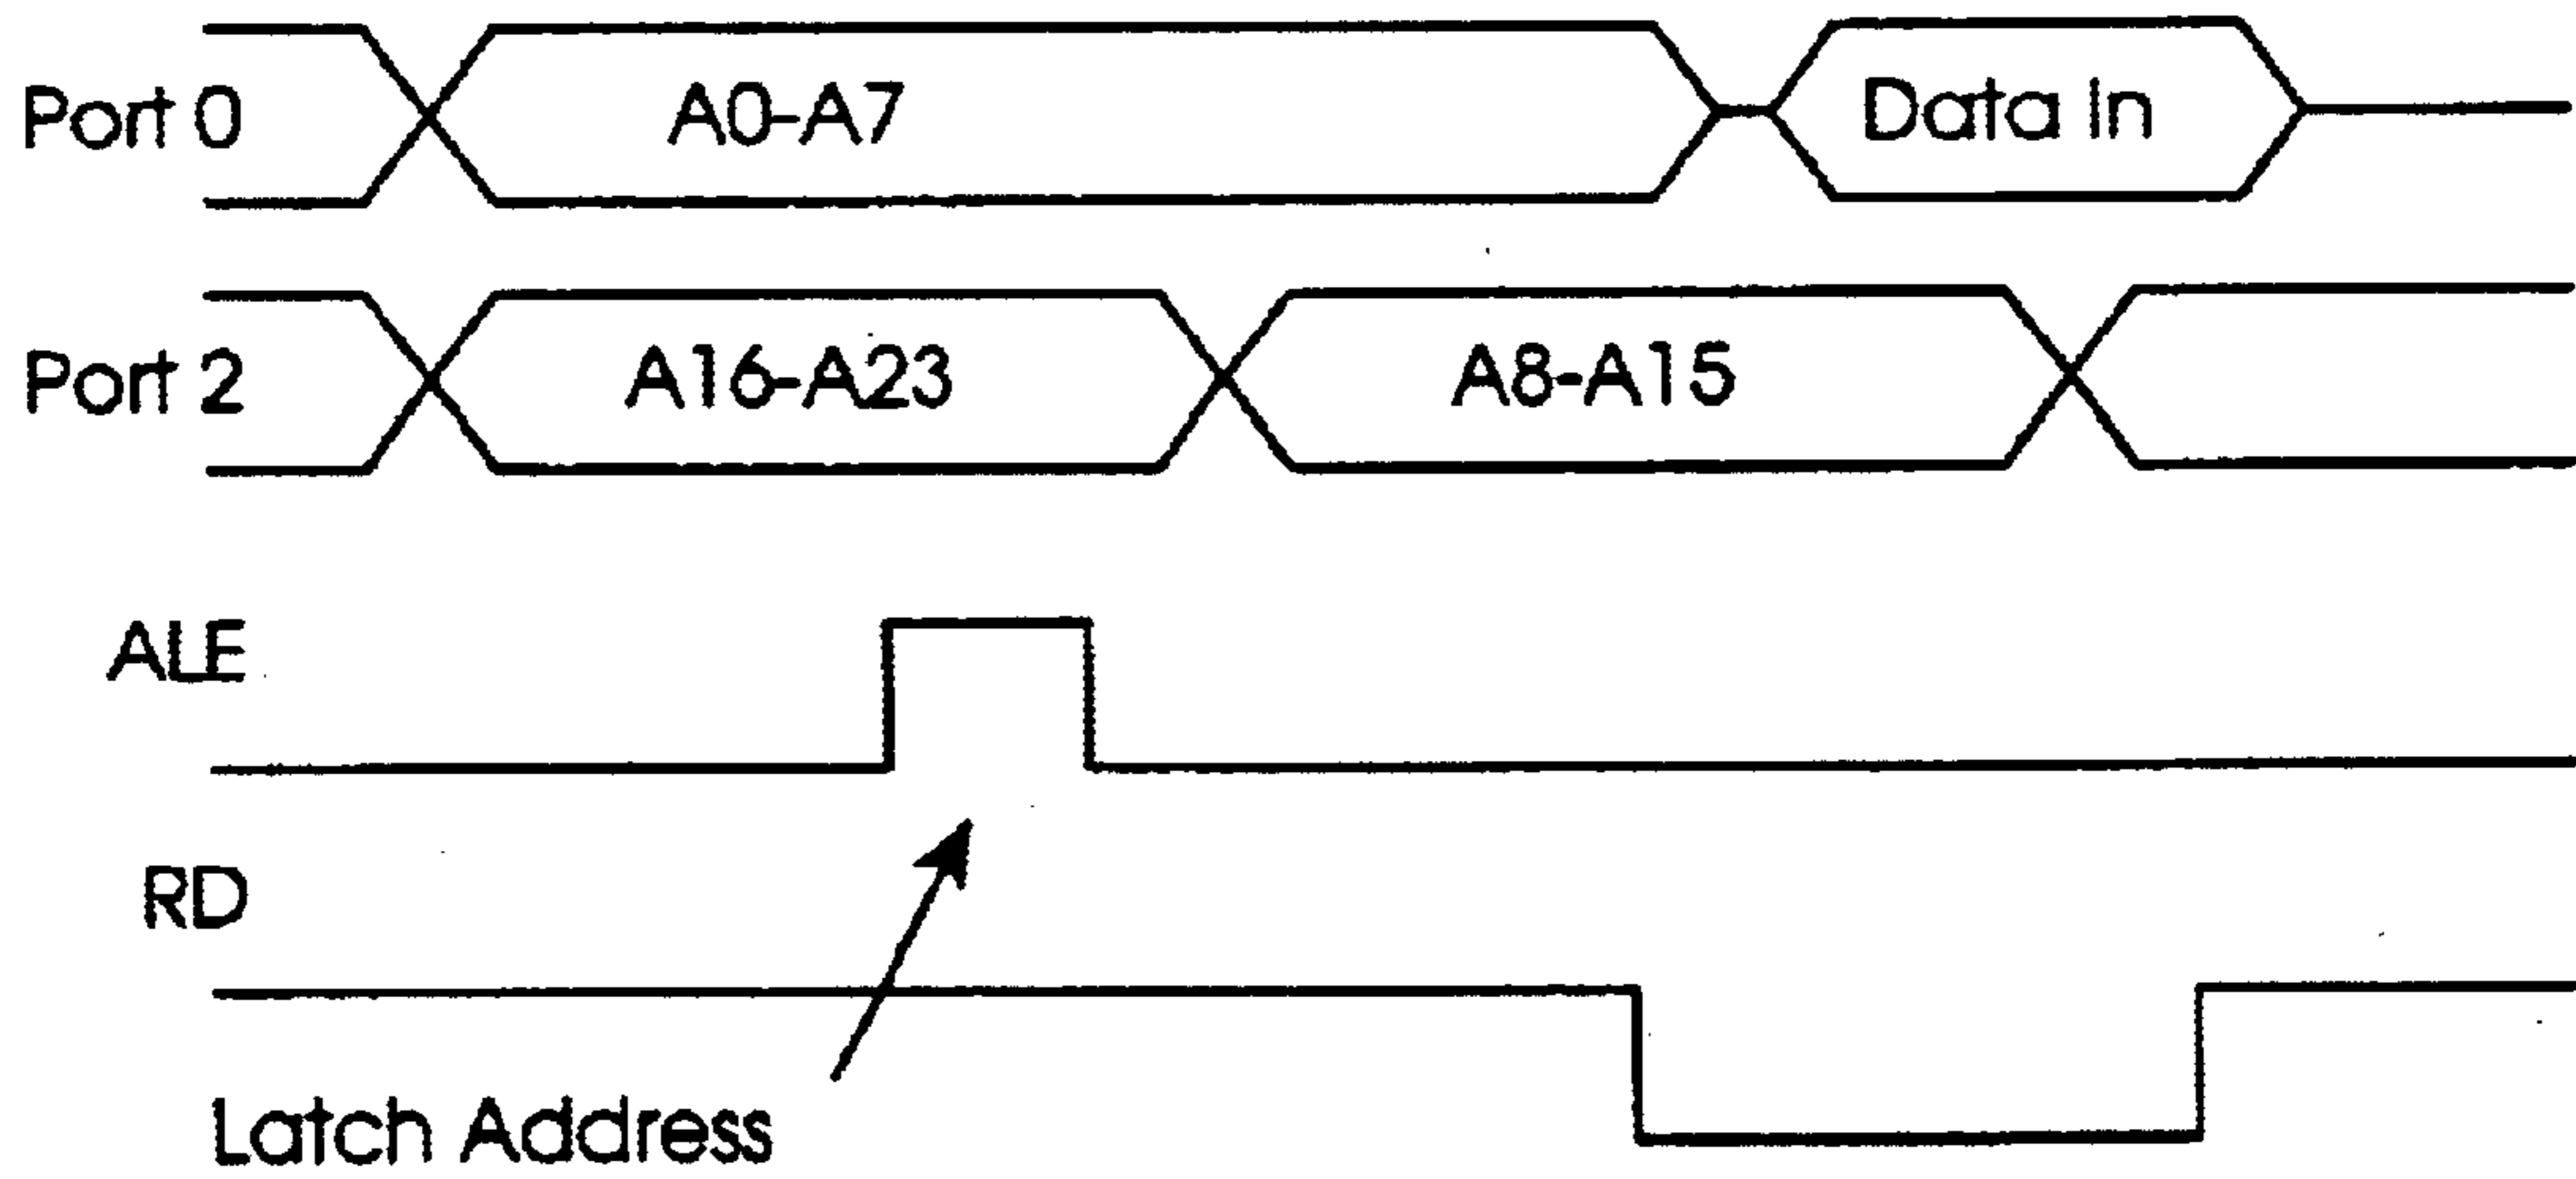 Port 0
A0-A7
Data In
Port 2
A16-A23
A8-A15
ALE
RD
Latch Address